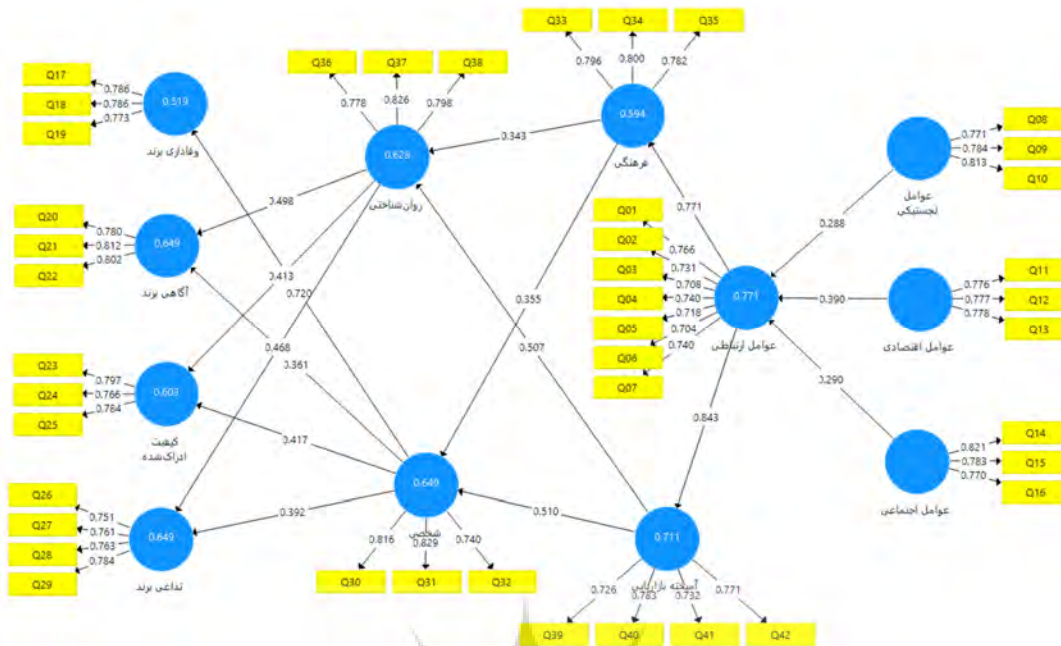 Q33
Q34
Q35
0.796
0.800
0.782
0.594
فرهنگی
Q36
Q37
Q38
0.778
0.826
0.798
0.628
روان‌شناختی
Q17
Q18
Q19
0.786
0.786
0.773
0.519
وفاداری برند
Q20
Q21
Q22
0.780
0.812
0.802
0.649
آگاهی برند
Q23
Q24
Q25
0.797
0.766
0.784
0.603
کیفیت
ادراک‌شده
Q26
Q27
Q28
Q29
0.751
0.761
0.763
0.784
0.649
تداعی برند
0.343
0.498
0.413
0.720
0.468
0.361
0.417
0.392
0.355
0.507
0.510
0.771
0.843
0.649
شخصی
0.816
0.829
0.740
Q30
Q31
Q32
0.711
آمیخته بازاریابی
0.726
0.783
0.732
0.771
Q39
Q40
Q41
Q42
Q01
Q02
Q03
Q04
Q05
Q06
Q07
0.766
0.731
0.708
0.740
0.718
0.704
0.740
0.771
عوامل ارتباطی
0.288
0.390
0.290
عوامل
لجستیکی
0.771
0.784
0.813
Q08
Q09
Q10
عوامل اقتصادی
0.776
0.777
0.778
Q11
Q12
Q13
عوامل اجتماعی
0.821
0.783
0.770
Q14
Q15
Q16